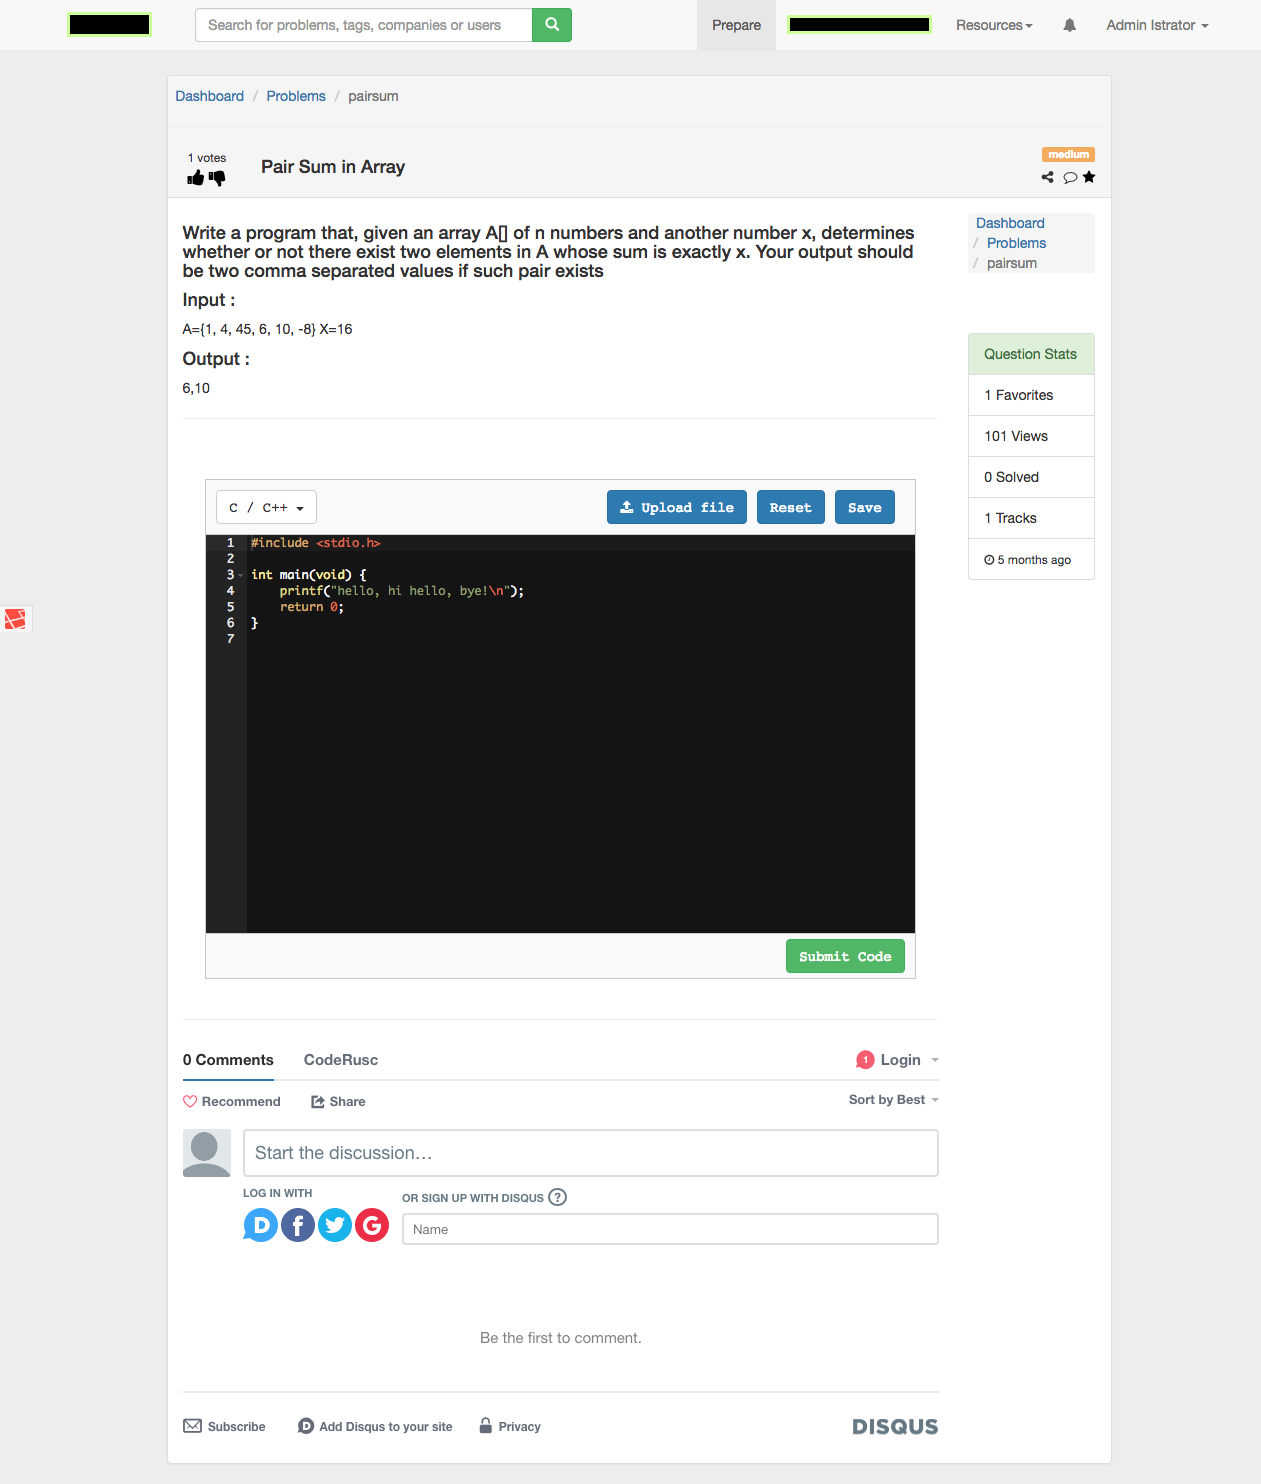 Search for problems, tags, companies or users
Prepare
Resources
Admin Istrator
Dashboard / Problems / pairsum
1 votes
Pair Sum in Array
medium
Write a program that, given an array A[] of n numbers and another number x, determines
whether or not there exist two elements in A whose sum is exactly x. Your output should
be two comma separated values if such pair exists
Input :
A={1, 4, 45, 6, 10, -8} X=16
Output :
6,10
Dashboard
/ Problems
/ pairsum
Question Stats
1 Favorites
101 Views
0 Solved
1 Tracks
5 months ago
C / C++
Upload file
Reset
Save
1 #include <stdio.h>
2
3 int main(void) {
4 printf("hello, hi hello, bye!\n");
5 return 0;
6 }
7
Submit Code
0 Comments
CodeRusc
1 Login
Recommend
Share
Sort by Best
Start the discussion…
LOG IN WITH
OR SIGN UP WITH DISQUS ?
D f G
Name
Be the first to comment.
Subscribe
D Add Disqus to your site
Privacy
DISQUS